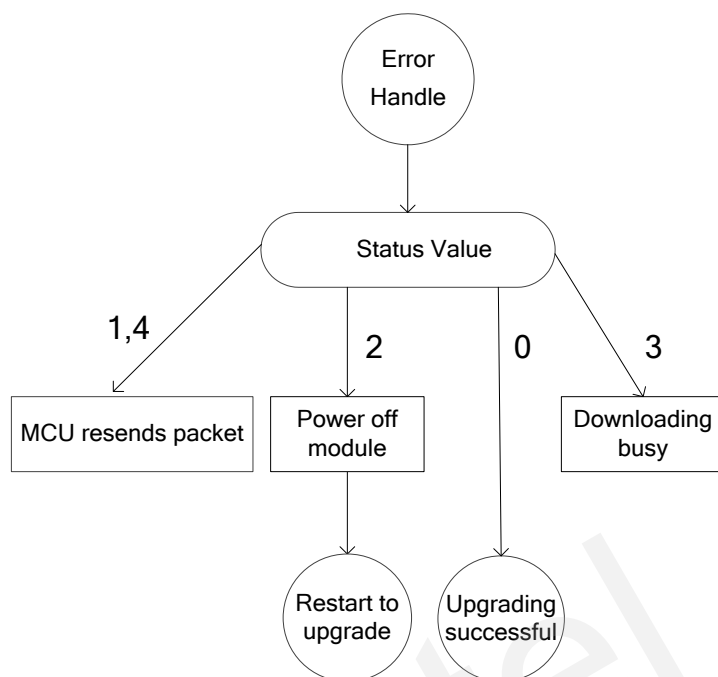 Error
Handle
Status Value
1,4
2
0
3
MCU resends packet
Power off
module
Downloading
busy
Restart to
upgrade
Upgrading
successful